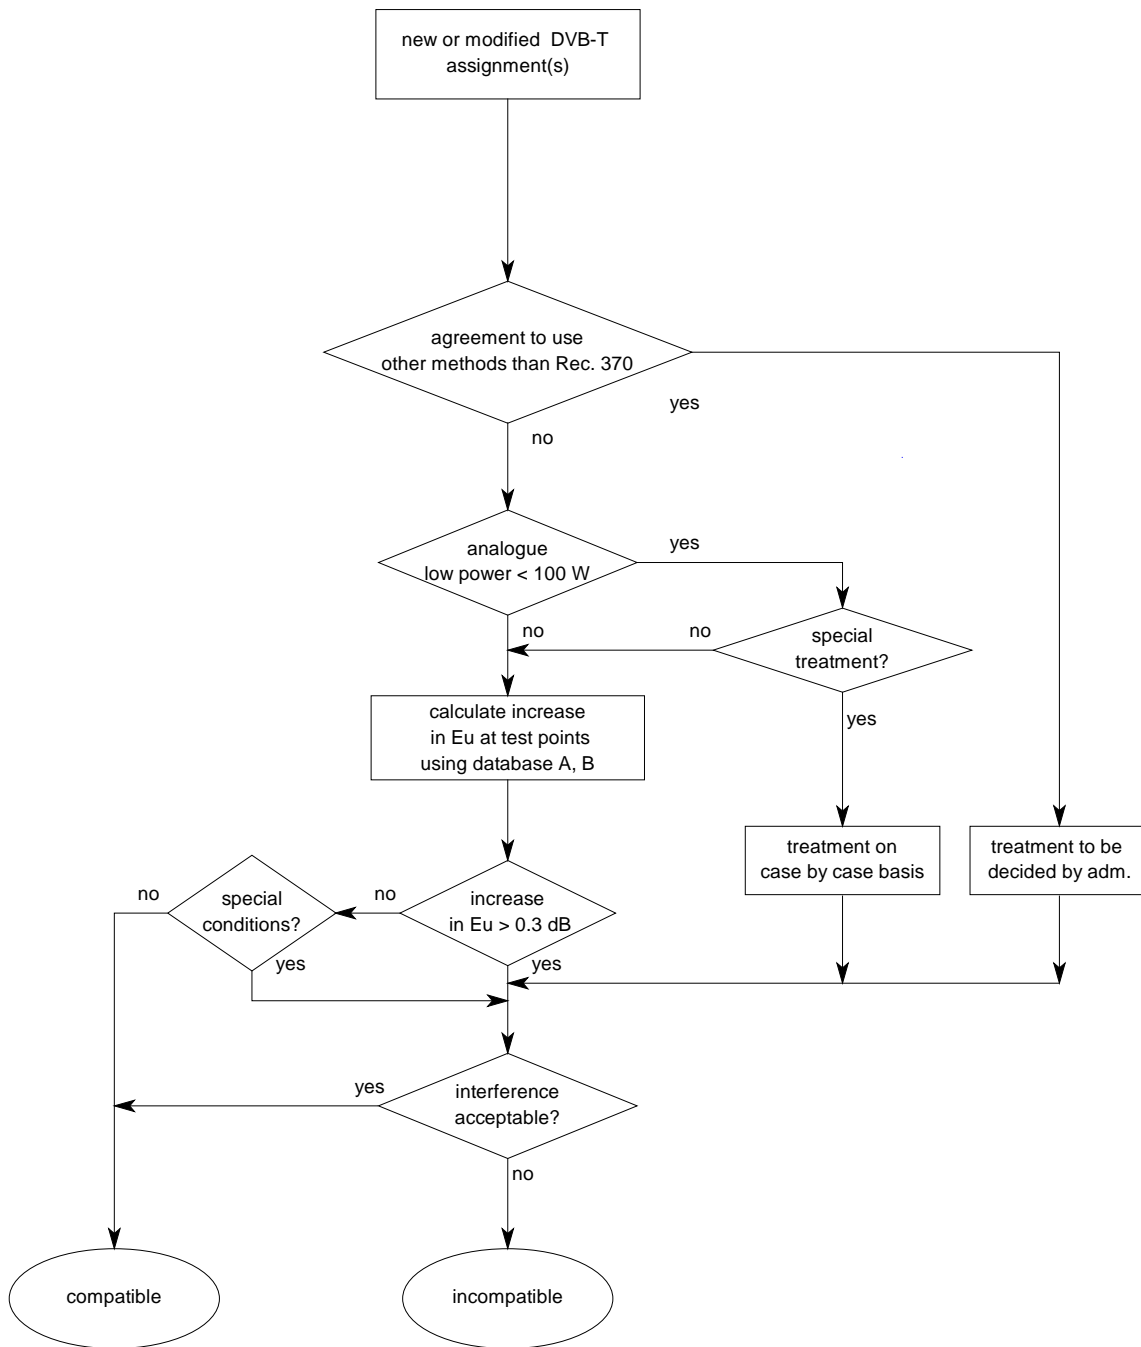 new or modified  DVB-T
assignment(s)
agreement to use
other methods than Rec. 370
yes
no
analogue
low power < 100 W
yes
no
no
special
treatment?
yes
calculate increase
in Eu at test points
using database A, B
treatment on
case by case basis
treatment to be
decided by adm.
no
special
conditions?
no
increase
in Eu > 0.3 dB
yes
yes
yes
interference
acceptable?
no
compatible
incompatible